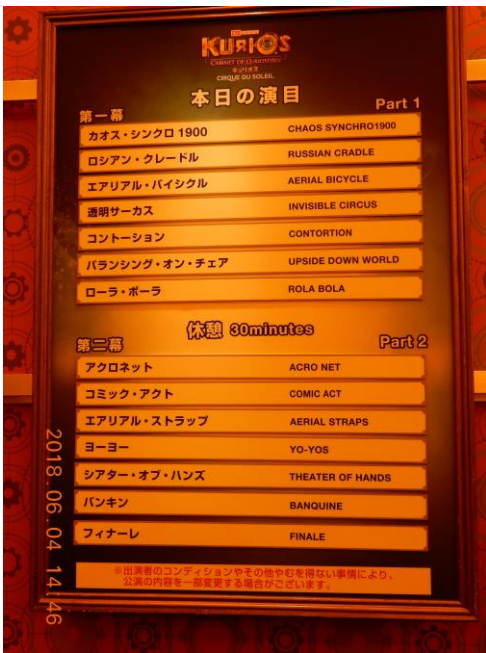 KURIOS
CABINET OF CURIOSITIES
キュリオス
CIRQUE DU SOLEIL
本日の演目
第一幕 Part 1
カオス・シンクロ 1900 CHAOS SYNCHRO1900
ロシアン・クレードル RUSSIAN CRADLE
エアリアル・バイシクル AERIAL BICYCLE
透明サーカス INVISIBLE CIRCUS
コントーション CONTORTION
バランシング・オン・チェア UPSIDE DOWN WORLD
ローラ・ボーラ ROLA BOLA
休憩 30minutes
第二幕 Part 2
アクロネット ACRO NET
コミック・アクト COMIC ACT
エアリアル・ストラップ AERIAL STRAPS
ヨーヨー YO-YOS
シアター・オブ・ハンズ THEATER OF HANDS
バンキン BANQUINE
フィナーレ FINALE
※出演者のコンディションやその他やむを得ない事情により、
公演の内容を一部変更する場合がございます。
2018.06.04 14:46